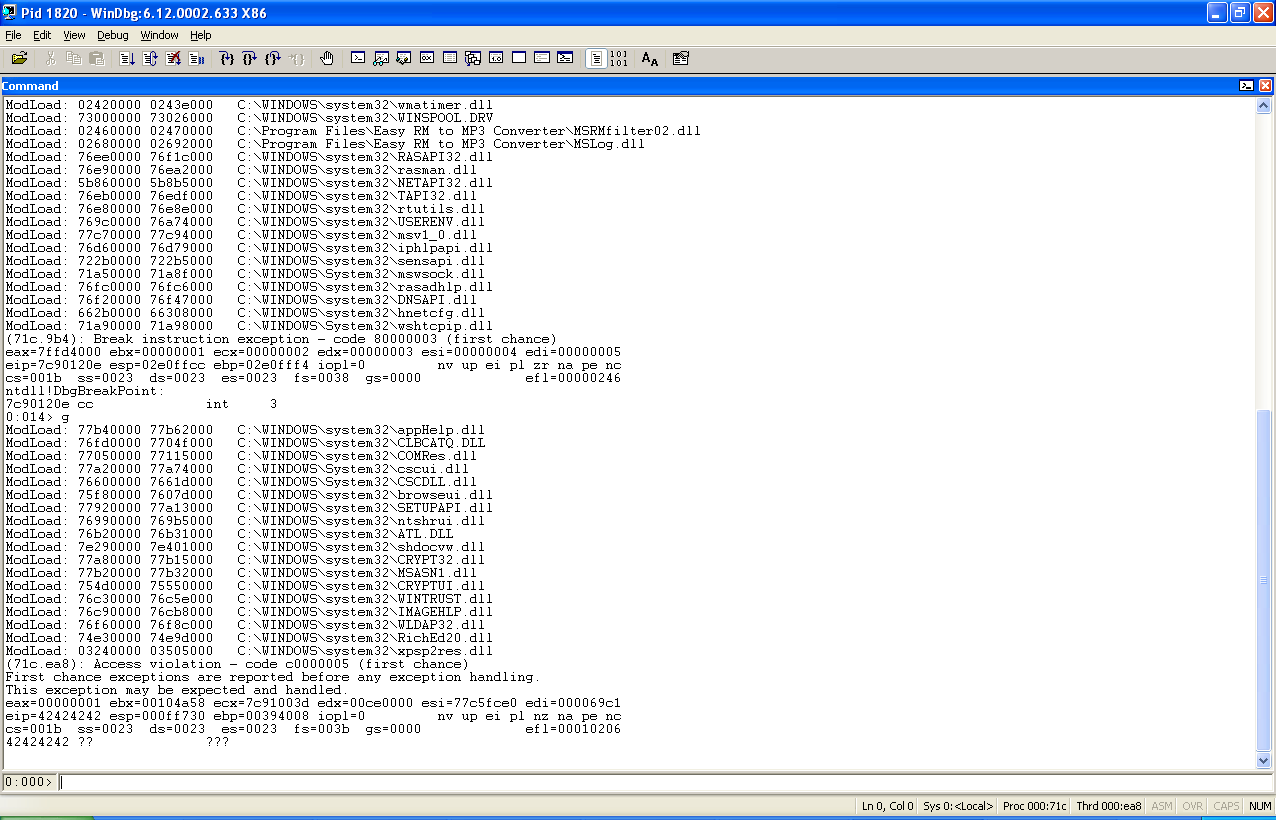 Pid 1820 - WinDbg:6.12.0002.633 X86
File Edit View Debug Window Help
Command
ModLoad: 02420000 0243e000   C:\WINDOWS\system32\wmatimer.dll
ModLoad: 73000000 73026000   C:\WINDOWS\system32\WINSPOOL.DRV
ModLoad: 02460000 02470000   C:\Program Files\Easy RM to MP3 Converter\MSRMfilter02.dll
ModLoad: 02680000 02692000   C:\Program Files\Easy RM to MP3 Converter\MSLog.dll
ModLoad: 76ee0000 76f1c000   C:\WINDOWS\system32\RASAPI32.dll
ModLoad: 76e90000 76ea2000   C:\WINDOWS\system32\rasman.dll
ModLoad: 5b860000 5b8b5000   C:\WINDOWS\system32\NETAPI32.dll
ModLoad: 76eb0000 76edf000   C:\WINDOWS\system32\TAPI32.dll
ModLoad: 76e80000 76e8e000   C:\WINDOWS\system32\rtutils.dll
ModLoad: 769c0000 76a74000   C:\WINDOWS\system32\USERENV.dll
ModLoad: 77c70000 77c94000   C:\WINDOWS\system32\msv1_0.dll
ModLoad: 76d60000 76d79000   C:\WINDOWS\system32\iphlpapi.dll
ModLoad: 722b0000 722b5000   C:\WINDOWS\system32\sensapi.dll
ModLoad: 71a50000 71a8f000   C:\WINDOWS\system32\mswsock.dll
ModLoad: 76fc0000 76fc6000   C:\WINDOWS\system32\rasadhlp.dll
ModLoad: 76f20000 76f47000   C:\WINDOWS\system32\DNSAPI.dll
ModLoad: 662b0000 66308000   C:\WINDOWS\system32\hnetcfg.dll
ModLoad: 71a90000 71a98000   C:\WINDOWS\system32\wshtcpip.dll
(71c.9b4): Break instruction exception - code 80000003 (first chance)
eax=7ffd4000 ebx=00000001 ecx=00000002 edx=00000003 esi=00000004 edi=00000005
eip=7c90120e esp=02e0ffcc ebp=02e0fff4 iopl=0         nv up ei pl zr na pe nc
cs=001b  ss=0023  ds=0023  es=0023  fs=0038  gs=0000             efl=00000246
ntdll!DbgBreakPoint:
7c90120e cc              int     3
0:014> g
ModLoad: 77b40000 77b62000   C:\WINDOWS\system32\appHelp.dll
ModLoad: 76fd0000 7704f000   C:\WINDOWS\system32\CLBCATQ.DLL
ModLoad: 77050000 77115000   C:\WINDOWS\system32\COMRes.dll
ModLoad: 77a20000 77a74000   C:\WINDOWS\System32\cscui.dll
ModLoad: 76600000 7661d000   C:\WINDOWS\System32\CSCDLL.dll
ModLoad: 75f80000 7607d000   C:\WINDOWS\system32\browseui.dll
ModLoad: 77920000 77a13000   C:\WINDOWS\system32\SETUPAPI.dll
ModLoad: 76990000 769b5000   C:\WINDOWS\system32\ntshrui.dll
ModLoad: 76b20000 76b31000   C:\WINDOWS\system32\ATL.DLL
ModLoad: 7e290000 7e401000   C:\WINDOWS\system32\shdocvw.dll
ModLoad: 77a80000 77b15000   C:\WINDOWS\system32\CRYPT32.dll
ModLoad: 77b20000 77b32000   C:\WINDOWS\system32\MSASN1.dll
ModLoad: 754d0000 75550000   C:\WINDOWS\system32\CRYPTUI.dll
ModLoad: 76c30000 76c5e000   C:\WINDOWS\system32\WINTRUST.dll
ModLoad: 76c90000 76cb8000   C:\WINDOWS\system32\IMAGEHLP.dll
ModLoad: 76f60000 76f8c000   C:\WINDOWS\system32\WLDAP32.dll
ModLoad: 74e30000 74e9d000   C:\WINDOWS\system32\RichEd20.dll
ModLoad: 03240000 03505000   C:\WINDOWS\system32\xpsp2res.dll
(71c.ea8): Access violation - code c0000005 (first chance)
First chance exceptions are reported before any exception handling.
This exception may be expected and handled.
eax=00000001 ebx=00104a58 ecx=7c91003d edx=00ce0000 esi=77c5fce0 edi=000069c1
eip=42424242 esp=000ff730 ebp=00394008 iopl=0         nv up ei pl nz na pe nc
cs=001b  ss=0023  ds=0023  es=0023  fs=003b  gs=0000             efl=00010206
42424242 ??              ???
0:000>
Ln 0, Col 0 Sys 0:<Local> Proc 000:71c Thrd 000:ea8 ASM OVR CAPS NUM